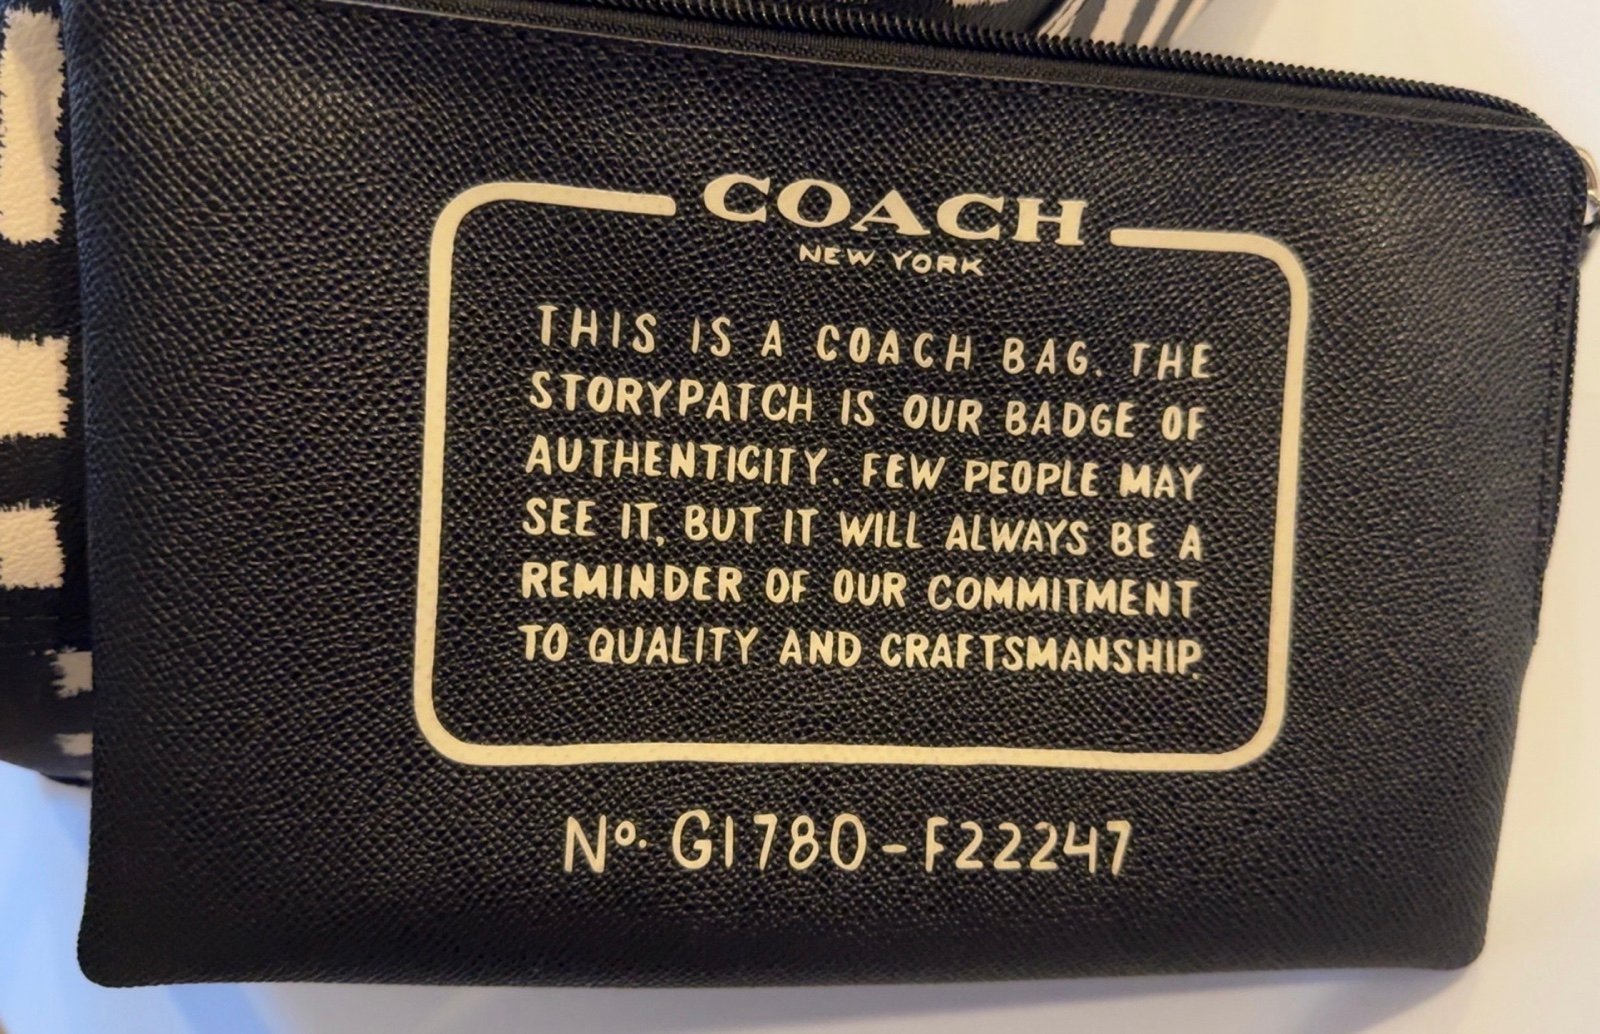 COACH
NEW YORK
THIS IS A COACH BAG. THE
STORYPATCH IS OUR BADGE OF
AUTHENTICITY. FEW PEOPLE MAY
SEE IT, BUT IT WILL ALWAYS BE A
REMINDER OF OUR COMMITMENT
TO QUALITY AND CRAFTSMANSHIP.
Nº. G1780-F22247